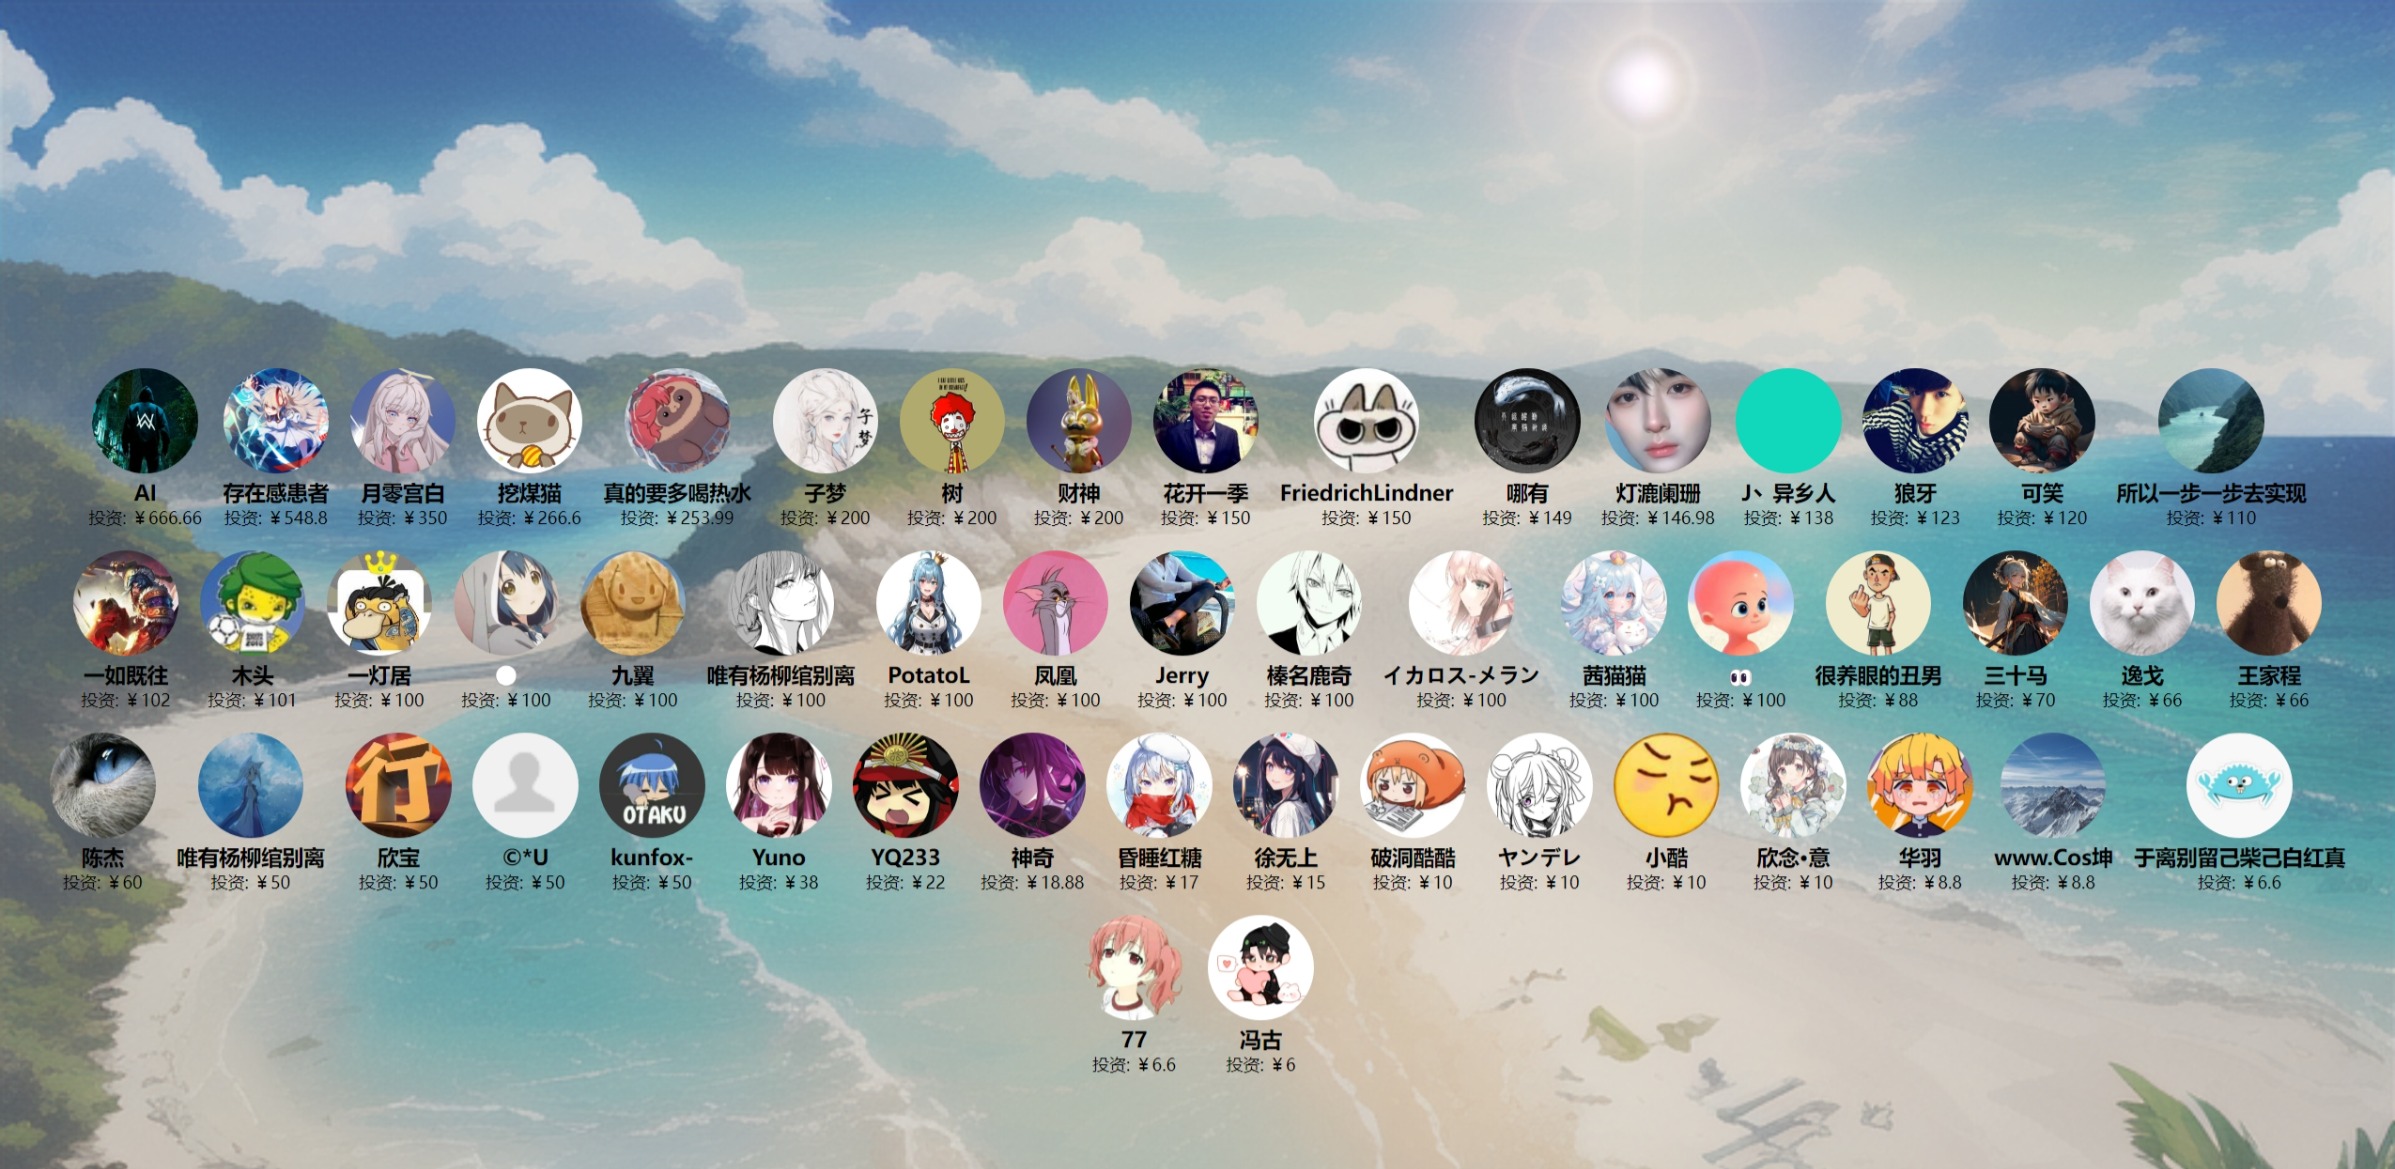 AI
投资: ¥666.66
存在感患者
投资: ¥548.8
月零宫白
投资: ¥350
挖煤猫
投资: ¥266.6
真的要多喝热水
投资: ¥253.99
子梦
子梦
投资: ¥200
树
投资: ¥200
财神
投资: ¥200
花开一季
投资: ¥150
FriedrichLindner
投资: ¥150
哪有
投资: ¥149
灯漉阑珊
投资: ¥146.98
J丶异乡人
投资: ¥138
狼牙
投资: ¥123
可笑
投资: ¥120
所以一步一步去实现
投资: ¥110
一如既往
投资: ¥102
木头
投资: ¥101
一灯居
投资: ¥100
投资: ¥100
九翼
投资: ¥100
唯有杨柳绾别离
投资: ¥100
PotatoL
投资: ¥100
凤凰
投资: ¥100
Jerry
投资: ¥100
榛名鹿奇
投资: ¥100
イカロス-メラン
投资: ¥100
茜猫猫
投资: ¥100
👀
投资: ¥100
很养眼的丑男
投资: ¥88
三十马
投资: ¥70
逸戈
投资: ¥66
王家程
投资: ¥66
陈杰
投资: ¥60
唯有杨柳绾别离
投资: ¥50
行
欣宝
投资: ¥50
©*U
投资: ¥50
OTAKU
kunfox-
投资: ¥50
Yuno
投资: ¥38
YQ233
投资: ¥22
神奇
投资: ¥18.88
昏睡红糖
投资: ¥17
徐无上
投资: ¥15
破洞酷酷
投资: ¥10
ヤンデレ
投资: ¥10
小酷
投资: ¥10
欣念·意
投资: ¥10
华羽
投资: ¥8.8
www.Cos坤
投资: ¥8.8
于离别留己柴己白红真
投资: ¥6.6
77
投资: ¥6.6
冯古
投资: ¥6